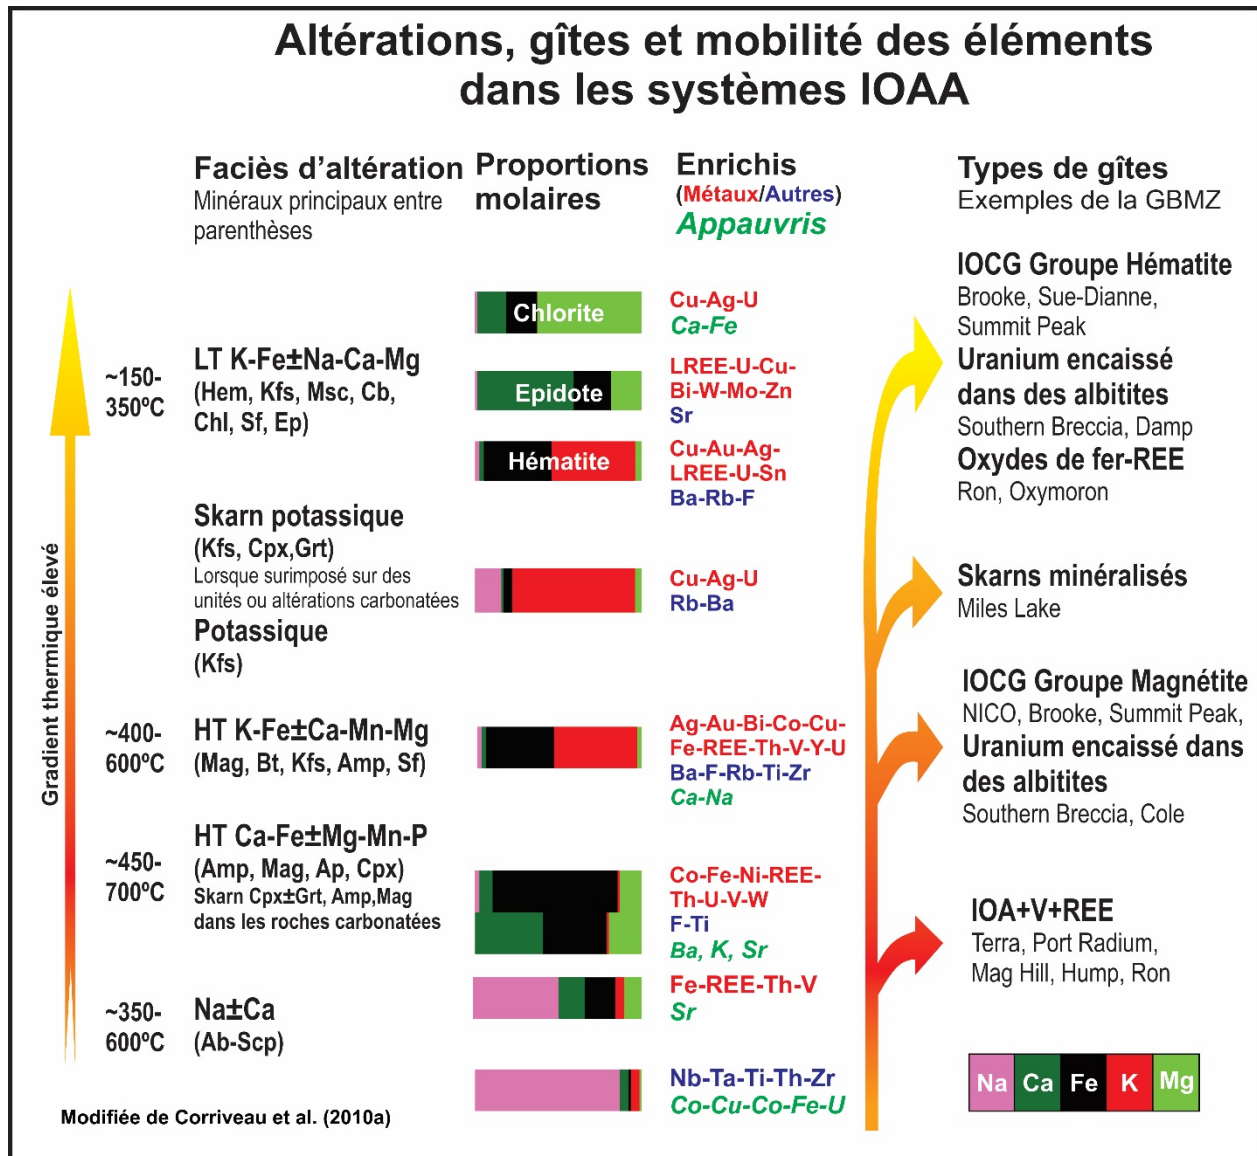 Altérations, gîtes et mobilité des éléments
dans les systèmes IOAA
Faciès d'altération
Minéraux principaux entre
parenthèses
Proportions
molaires
Enrichis
(Métaux/Autres)
Appauvris
Types de gîtes
Exemples de la GBMZ
Gradient thermique élevé
~150-
350ºC
LT K-Fe±Na-Ca-Mg
(Hem, Kfs, Msc, Cb,
Chl, Sf, Ep)
Chlorite
Cu-Ag-U
Ca-Fe
Epidote
LREE-U-Cu-
Bi-W-Mo-Zn
Sr
Hématite
Cu-Au-Ag-
LREE-U-Sn
Ba-Rb-F
IOCG Groupe Hématite
Brooke, Sue-Dianne,
Summit Peak
Uranium encaissé
dans des albitites
Southern Breccia, Damp
Oxydes de fer-REE
Ron, Oxymoron
Skarn potassique
(Kfs, Cpx,Grt)
Lorsque surimposé sur des
unités ou altérations carbonatées
Potassique
(Kfs)
Cu-Ag-U
Rb-Ba
Skarns minéralisés
Miles Lake
~400-
600ºC
HT K-Fe±Ca-Mn-Mg
(Mag, Bt, Kfs, Amp, Sf)
Ag-Au-Bi-Co-Cu-
Fe-REE-Th-V-Y-U
Ba-F-Rb-Ti-Zr
Ca-Na
IOCG Groupe Magnétite
NICO, Brooke, Summit Peak,
Uranium encaissé dans
des albitites
Southern Breccia, Cole
~450-
700ºC
HT Ca-Fe±Mg-Mn-P
(Amp, Mag, Ap, Cpx)
Skarn Cpx±Grt, Amp,Mag
dans les roches carbonatées
Co-Fe-Ni-REE-
Th-U-V-W
F-Ti
Ba, K, Sr
IOA+V+REE
Terra, Port Radium,
Mag Hill, Hump, Ron
~350-
600ºC
Na±Ca
(Ab-Scp)
Fe-REE-Th-V
Sr
Nb-Ta-Ti-Th-Zr
Co-Cu-Co-Fe-U
Na Ca Fe K Mg
Modifiée de Corriveau et al. (2010a)